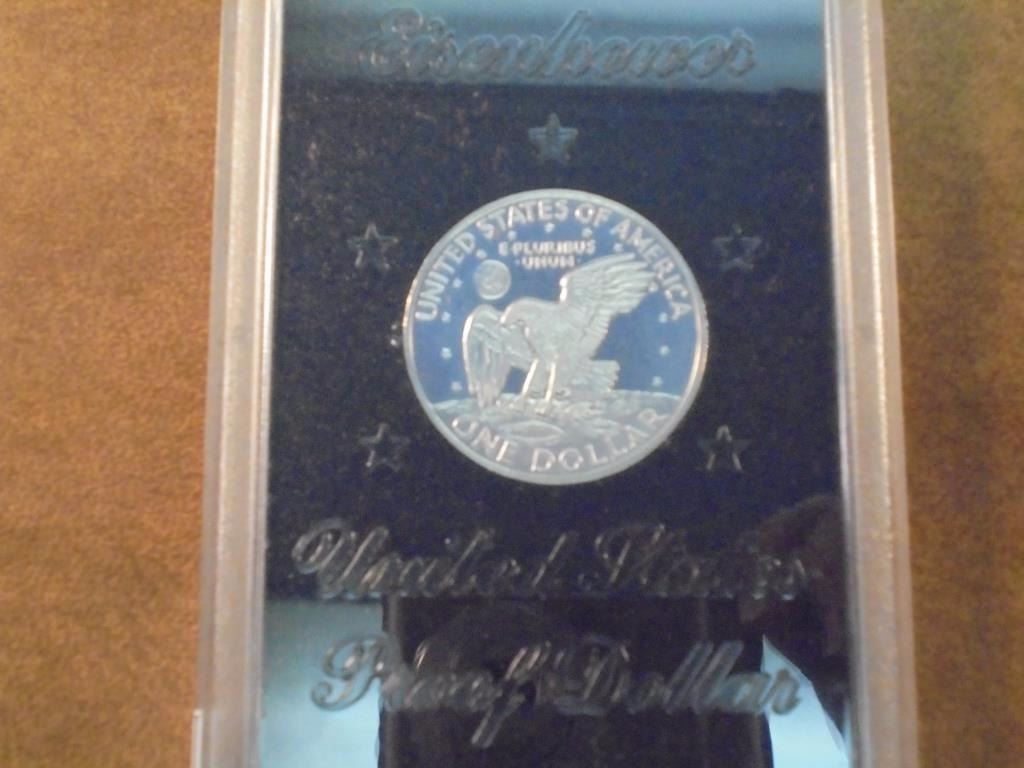 Eisenhower
UNITED STATES OF AMERICA
E PLURIBUS
UNUM
ONE DOLLAR
United States
Proof Dollar